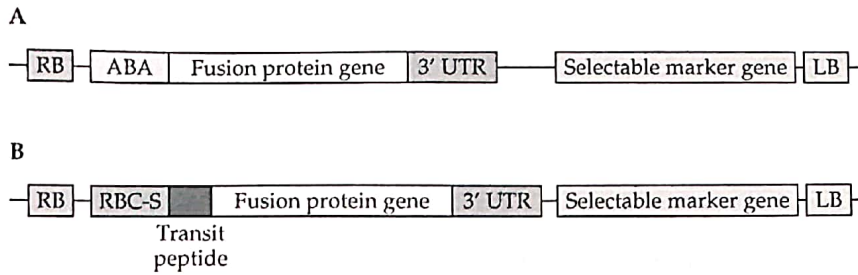 A
RB ABA Fusion protein gene 3′ UTR Selectable marker gene LB
B
RB RBC-S Fusion protein gene 3′ UTR Selectable marker gene LB
Transit
peptide